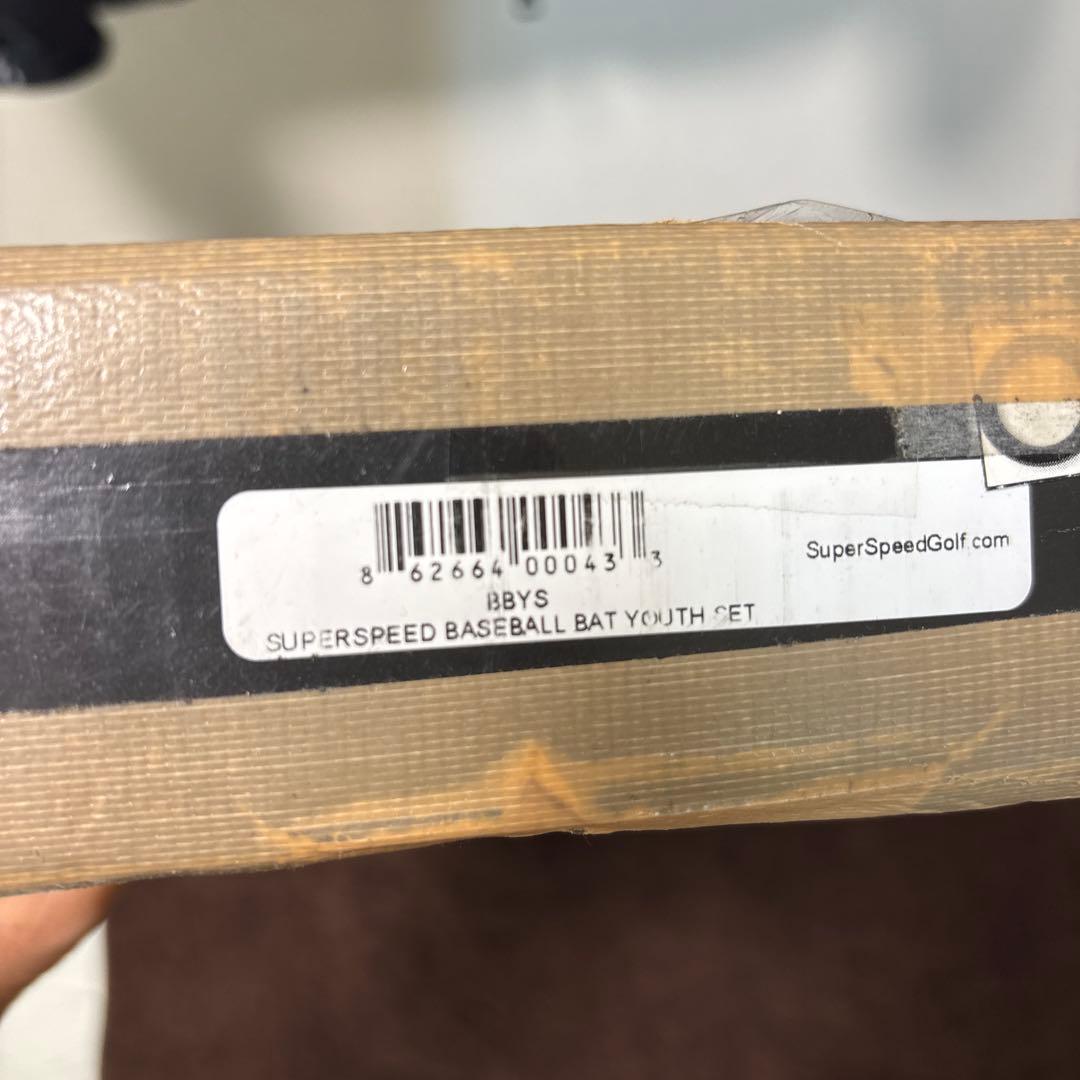 8 62664 00043 3
BBYS
SUPERSPEED BASEBALL BAT YOUTH SET
SuperSpeedGolf.com